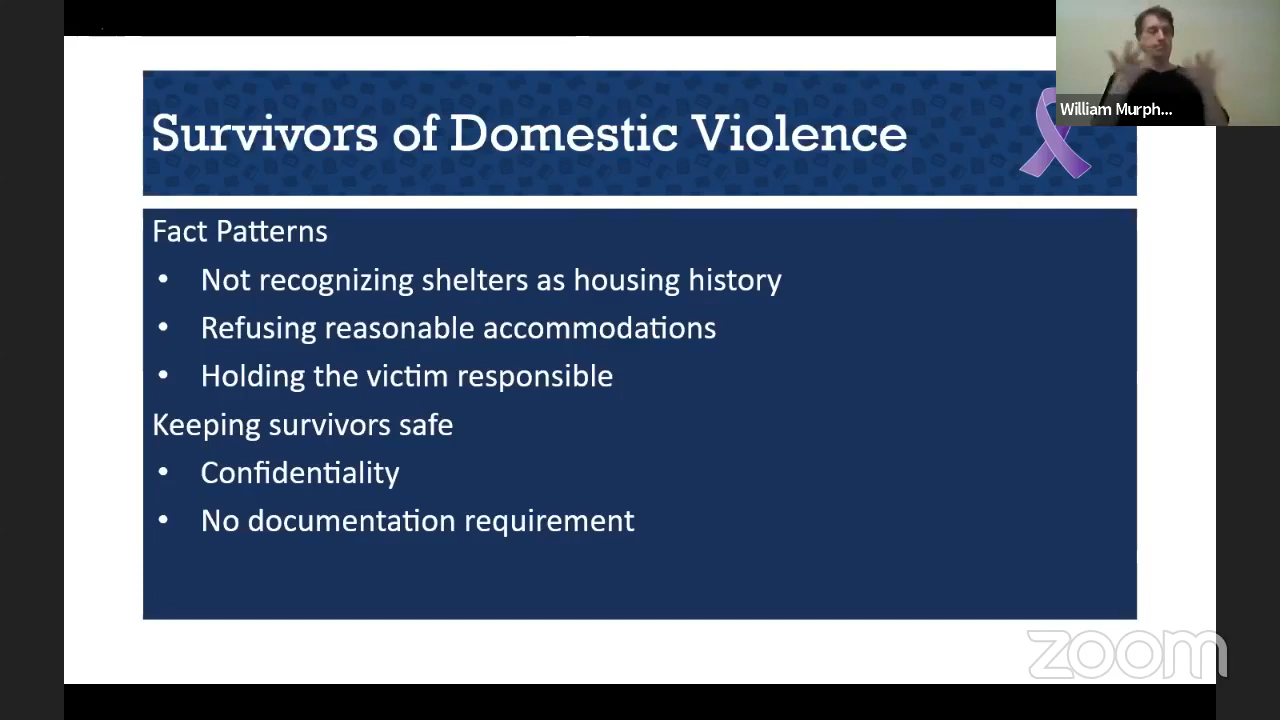 William Murph...
Survivors of Domestic Violence
Fact Patterns
• Not recognizing shelters as housing history
• Refusing reasonable accommodations
• Holding the victim responsible
Keeping survivors safe
• Confidentiality
• No documentation requirement
zoom